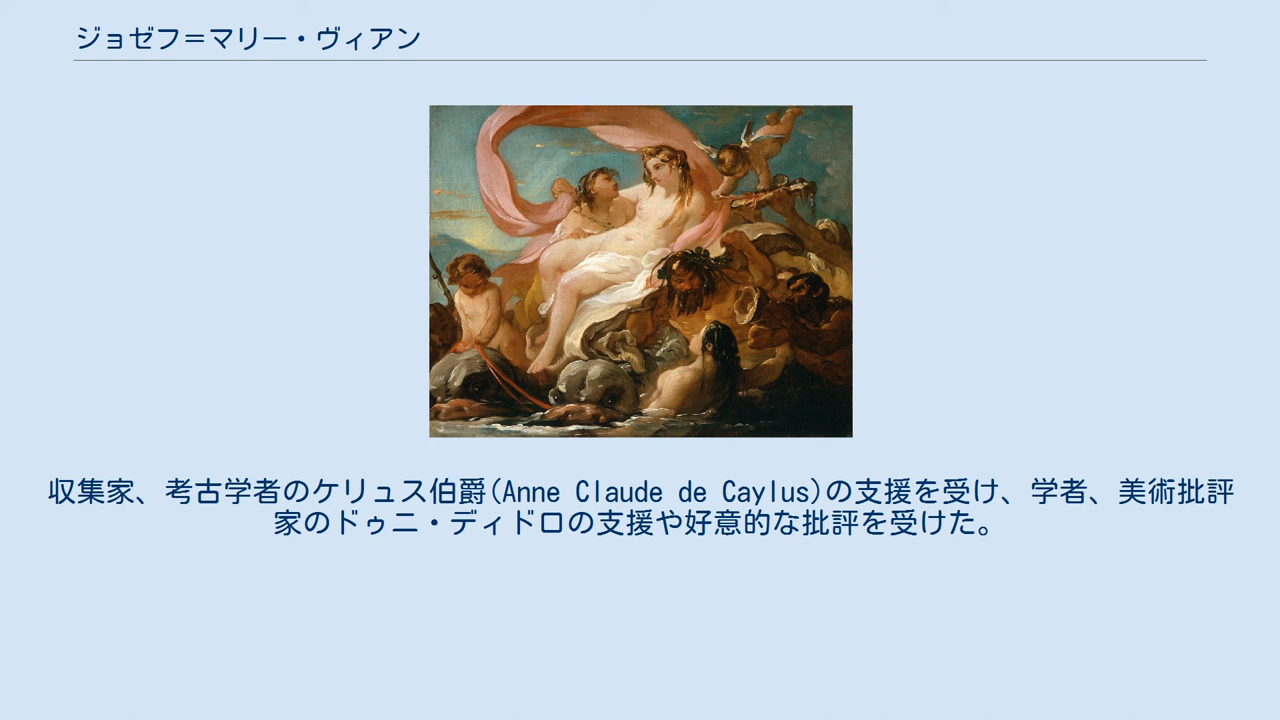 ジョゼフ＝マリー・ヴィアン
収集家、考古学者のケリュス伯爵(Anne Claude de Caylus)の支援を受け、学者、美術批評
家のドゥニ・ディドロの支援や好意的な批評を受けた。